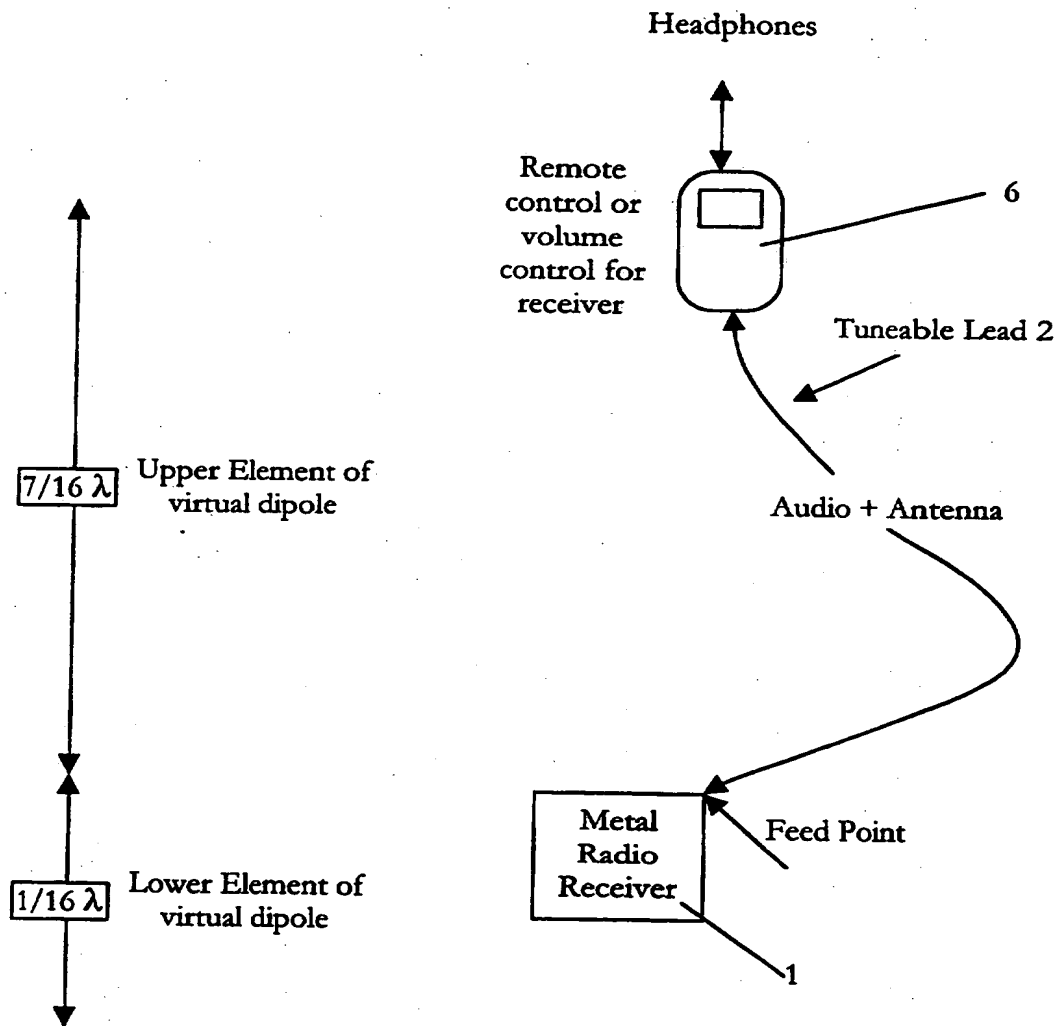 Headphones
Remote
control or
volume
control for
receiver
6
Tuneable Lead 2
7/16 λ
Upper Element of
virtual dipole
Audio + Antenna
Metal
Radio
Receiver
Feed Point
1/16 λ
Lower Element of
virtual dipole
1